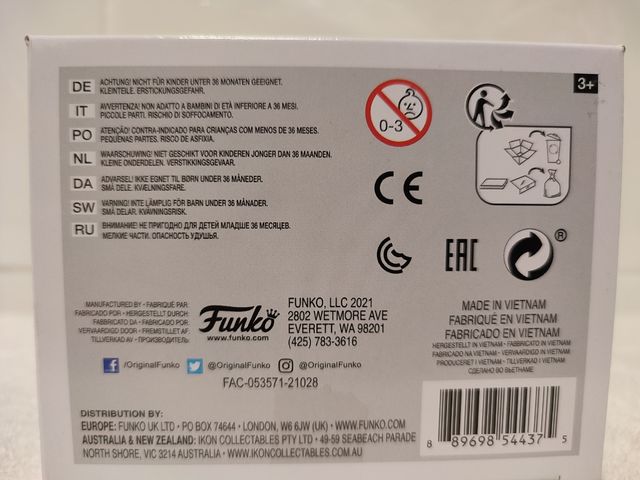 DE ACHTUNG! NICHT FÜR KINDER UNTER 36 MONATEN GEEIGNET.
KLEINTEILE. ERSTICKUNGSGEFAHR.
IT AVVERTENZA! NON ADATTO A BAMBINI DI ETÀ INFERIORE A 36 MESI.
PICCOLE PARTI. RISCHIO DI SOFFOCAMENTO.
PO ATENÇÃO! CONTRA-INDICADO PARA CRIANÇAS COM MENOS DE 36 MESES.
PEQUENAS PARTES. RISCO DE ASFIXIA.
NL WAARSCHUWING! NIET GESCHIKT VOOR KINDEREN JONGER DAN 36 MAANDEN.
KLEINE ONDERDELEN. VERSTIKKINGSGEVAAR.
DA ADVARSEL! IKKE EGNET TIL BØRN UNDER 36 MÅNEDER.
SMÅ DELE. KVÆLNINGSFARE.
SW VARNING! INTE LÄMPLIG FÖR BARN UNDER 36 MÅNADER.
SMÅ DELAR. KVÄVNINGSRISK.
RU ВНИМАНИЕ! НЕ ПРИГОДНО ДЛЯ ДЕТЕЙ МЛАДШЕ 36 МЕСЯЦЕВ.
МЕЛКИЕ ЧАСТИ. ОПАСНОСТЬ УДУШЬЯ.
0-3
3+
CE
EAC
®
MANUFACTURED BY • FABRIQUÉ PAR:
FABRICADO POR • HERGESTELLT DURCH:
FABBRICATO DA • FABRICADO POR:
VERVAARDIGD DOOR • FREMSTILLET AF:
TILLVERKAD AV • ПРОИЗВОДИТЕЛЬ:
Funko
www.funko.com
FUNKO, LLC 2021
2802 WETMORE AVE
EVERETT, WA 98201
(425) 783-3616
MADE IN VIETNAM
FABRIQUÉ EN VIETNAM
FABRICADO EN VIETNAM
HERGESTELLT IN VIETNAM • FABBRICATO IN VIETNAM
FABRICADO NA VIETNAM • VERVAARDIGD IN VIETNAM
PRODUCERET I VIETNAM • TILLVERKAD I VIETNAM
СДЕЛАНО ВО ВЬЕТНАМЕ
f /OriginalFunko @OriginalFunko @OriginalFunko
FAC-053571-21028
DISTRIBUTION BY:
EUROPE: FUNKO UK LTD • PO BOX 74644 • LONDON, W6 6JW (UK) • WWW.FUNKO.COM
AUSTRALIA & NEW ZEALAND: IKON COLLECTABLES PTY LTD • 49-59 SEABEACH PARADE
NORTH SHORE, VIC 3214 AUSTRALIA • WWW.IKONCOLLECTABLES.COM.AU
8 89698 54437 5